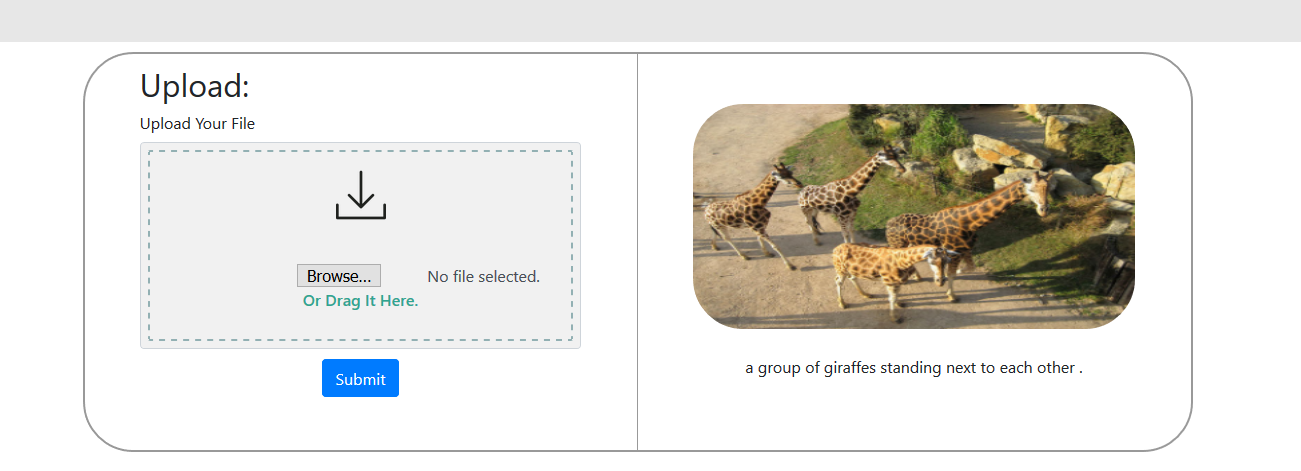 Upload:
Upload Your File
Browse... No file selected.
Or Drag It Here.
Submit
a group of giraffes standing next to each other .